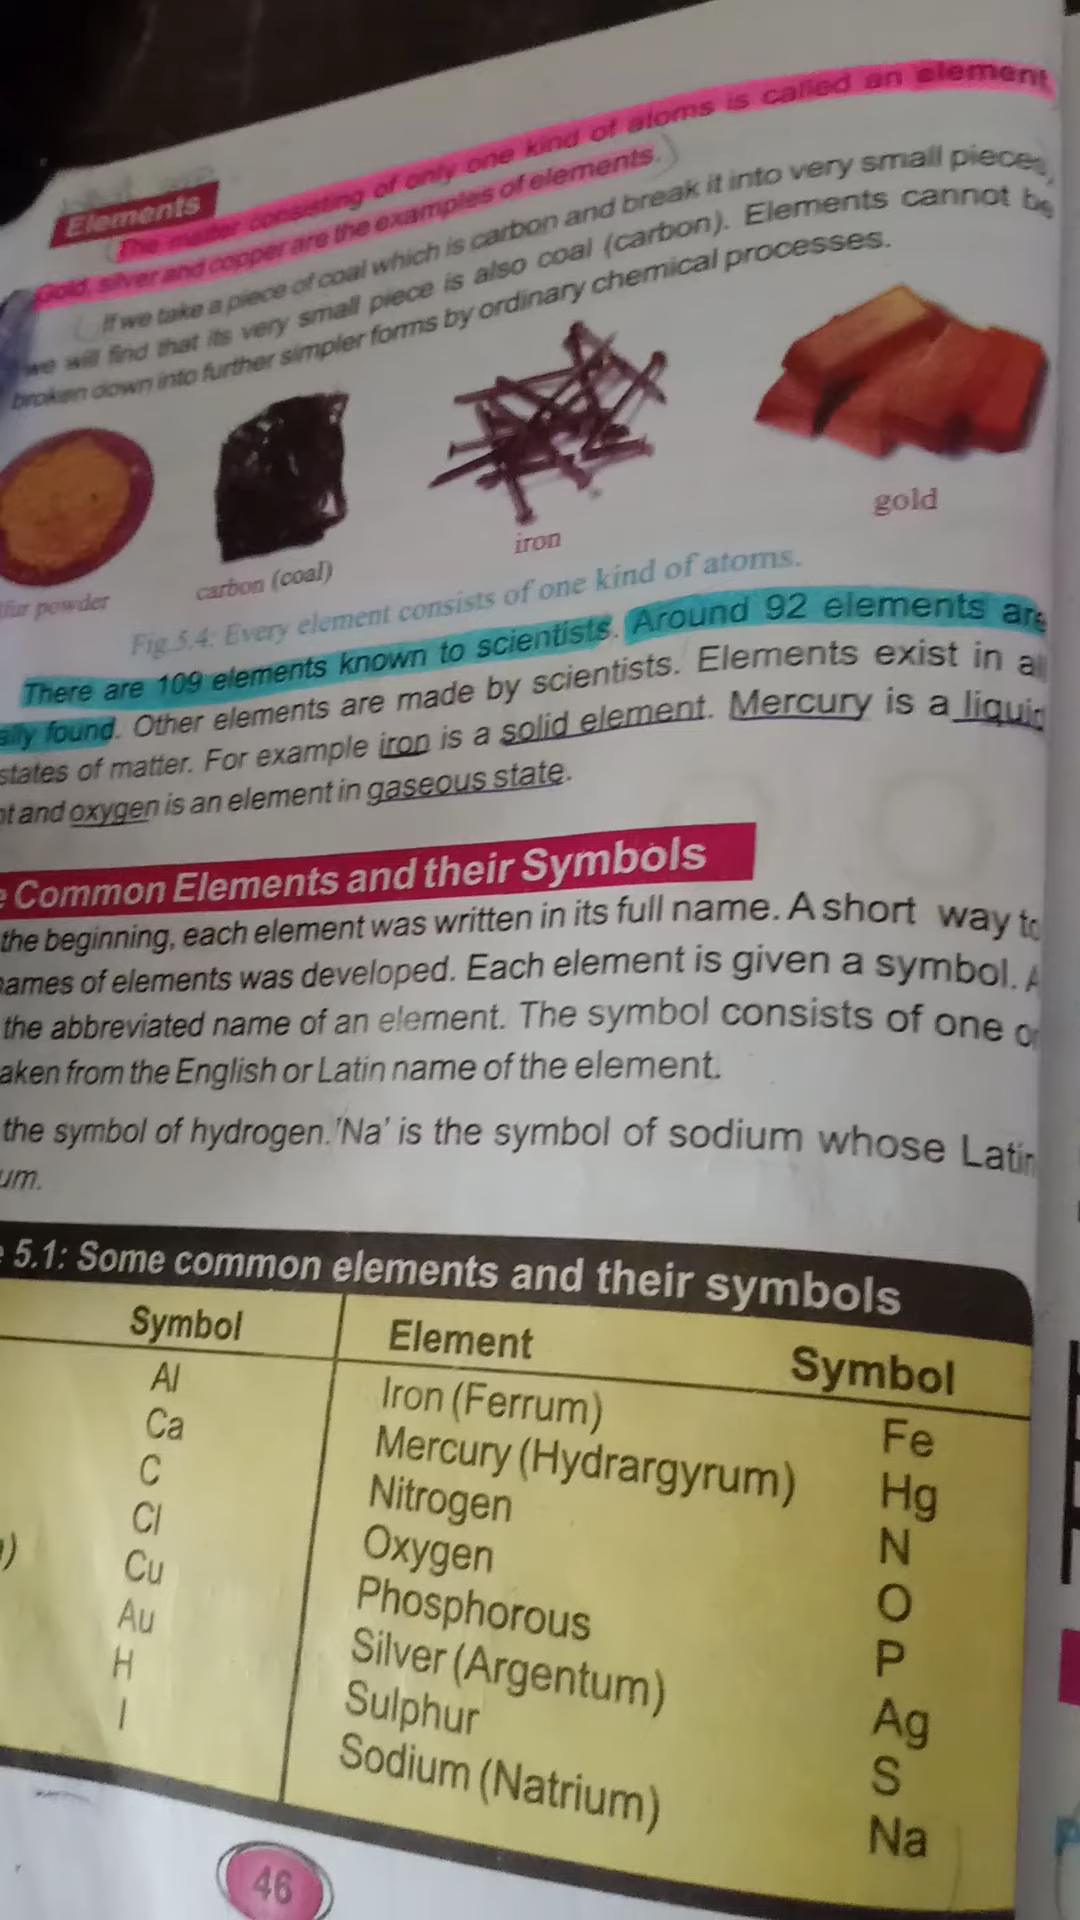 Elements
The matter consisting of only one kind of atoms is called an element
Gold, silver and copper are the examples of elements.
If we take a piece of coal which is carbon and break it into very small pieces,
we will find that its very small piece is also coal (carbon). Elements cannot be
broken down into further simpler forms by ordinary chemical processes.
powder
carbon (coal)
iron
gold
Fig.5.4: Every element consists of one kind of atoms.
There are 109 elements known to scientists. Around 92 elements are
ally found. Other elements are made by scientists. Elements exist in all
states of matter. For example iron is a solid element. Mercury is a liquid
and oxygen is an element in gaseous state.
Common Elements and their Symbols
the beginning, each element was written in its full name. A short way to
names of elements was developed. Each element is given a symbol. A
the abbreviated name of an element. The symbol consists of one or
aken from the English or Latin name of the element.
the symbol of hydrogen. 'Na' is the symbol of sodium whose Latin
um.
5.1: Some common elements and their symbols
Symbol Element Symbol
Al Iron (Ferrum) Fe
Ca Mercury (Hydrargyrum) Hg
C Nitrogen N
Cl Oxygen O
) Cu Phosphorous P
Au Silver (Argentum) Ag
H Sulphur S
I Sodium (Natrium) Na
46